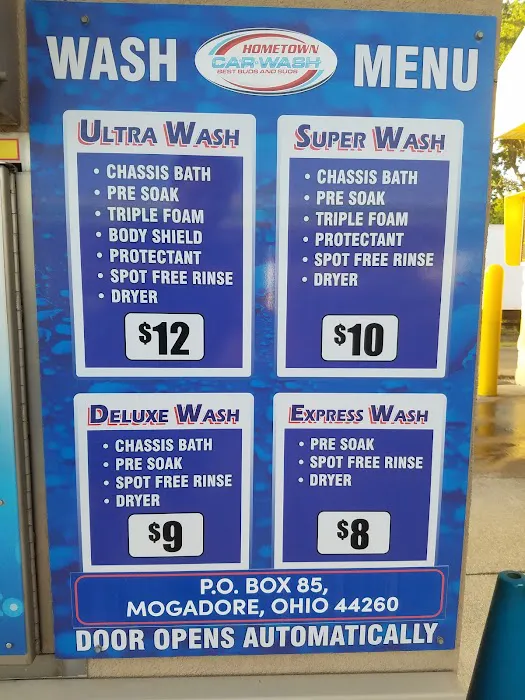 WASH
HOMETOWN
CAR WASH
BEST BUDS AND SUDS
MENU
ULTRA WASH
• CHASSIS BATH
• PRE SOAK
• TRIPLE FOAM
• BODY SHIELD
• PROTECTANT
• SPOT FREE RINSE
• DRYER
$12
SUPER WASH
• CHASSIS BATH
• PRE SOAK
• TRIPLE FOAM
• PROTECTANT
• SPOT FREE RINSE
• DRYER
$10
DELUXE WASH
• CHASSIS BATH
• PRE SOAK
• SPOT FREE RINSE
• DRYER
$9
EXPRESS WASH
• PRE SOAK
• SPOT FREE RINSE
• DRYER
$8
P.O. BOX 85,
MOGADORE, OHIO 44260
DOOR OPENS AUTOMATICALLY